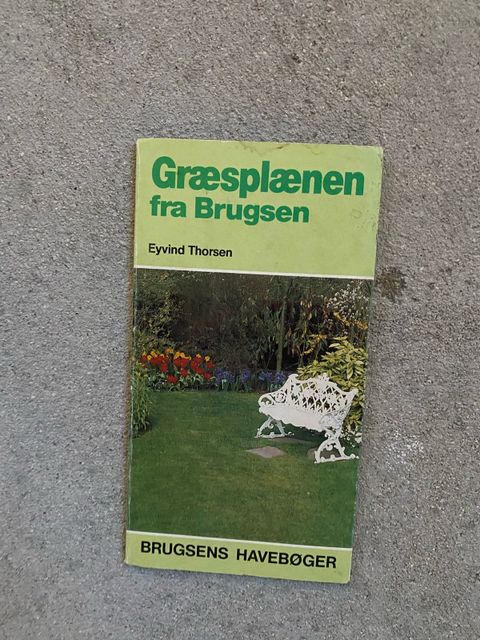 Græsplænen
fra Brugsen
Eyvind Thorsen
BRUGSENS HAVEBØGER